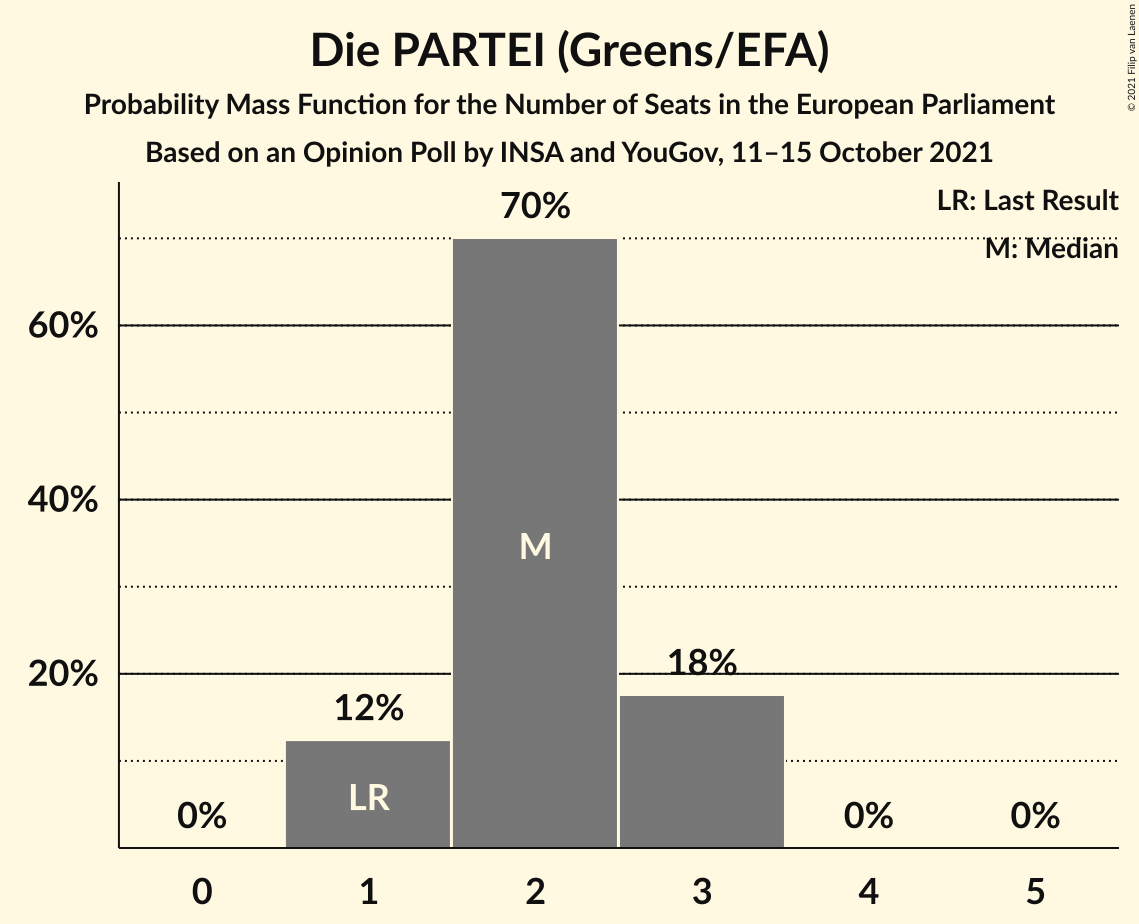 Die PARTEI (Greens/EFA)
Probability Mass Function for the Number of Seats in the European Parliament
Based on an Opinion Poll by INSA and YouGov, 11–15 October 2021
© 2021 Filip van Laenen
LR: Last Result
M: Median
70%
60%
40%
20%
0%
12%
18%
0%
0%
LR
M
0 1 2 3 4 5